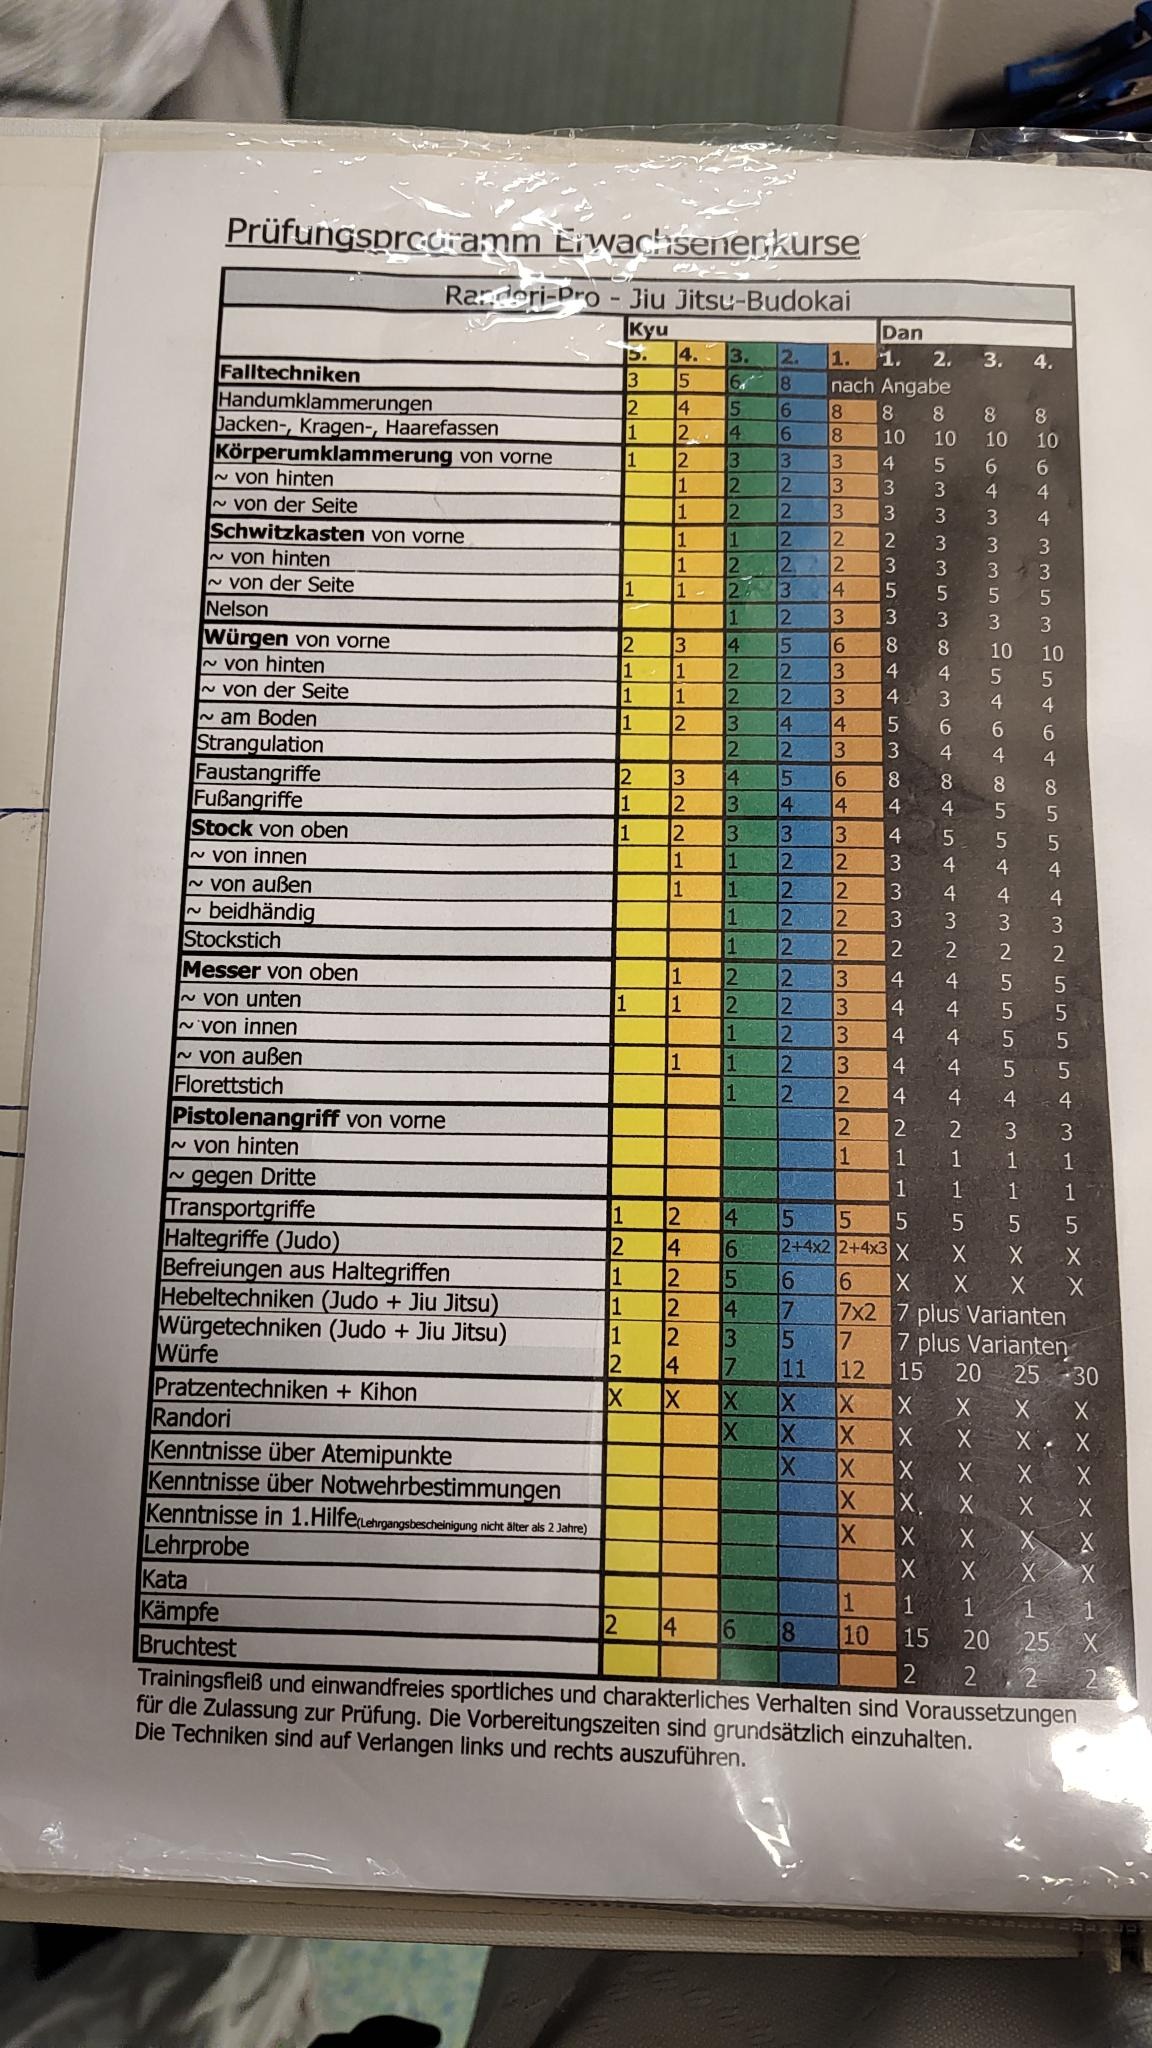 Prüfungsprogramm Erwachsenenkurse
Randori-Pro - Jiu Jitsu-Budokai
Kyu Dan
5. 4. 3. 2. 1. 1. 2. 3. 4.
Falltechniken 3 5 6 8 nach Angabe
Handumklammerungen 2 4 5 6 8 8 8 8 8
Jacken-, Kragen-, Haarefassen 1 2 4 6 8 10 10 10 10
Körperumklammerung von vorne 1 2 3 3 3 4 5 6 6
~ von hinten 1 2 2 3 3 3 4 4
~ von der Seite 1 2 2 3 3 3 3 4
Schwitzkasten von vorne 1 1 2 2 2 3 3 3
~ von hinten 1 2 2 2 3 3 3 3
~ von der Seite 1 1 2 3 4 5 5 5 5
Nelson 1 2 3 3 3 3 3
Würgen von vorne 2 3 4 5 6 8 8 10 10
~ von hinten 1 1 2 2 3 4 4 5 5
~ von der Seite 1 1 2 2 3 4 3 4 4
~ am Boden 1 2 3 4 4 5 6 6 6
Strangulation 2 2 3 3 4 4 4
Faustangriffe 2 3 4 5 6 8 8 8 8
Fußangriffe 1 2 3 4 4 4 4 5 5
Stock von oben 1 2 3 3 3 4 5 5 5
~ von innen 1 1 2 2 3 4 4 4
~ von außen 1 1 2 2 3 4 4 4
~ beidhändig 1 2 2 3 3 3 3
Stockstich 1 2 2 2 2 2 2
Messer von oben 1 2 2 3 4 4 5 5
~ von unten 1 1 2 2 3 4 4 5 5
~ von innen 1 2 3 4 4 5 5
~ von außen 1 1 2 3 4 4 5 5
Florettstich 1 2 2 4 4 4 4
Pistolenangriff von vorne 2 2 2 3 3
~ von hinten 1 1 1 1 1
~ gegen Dritte 1 1 1 1
Transportgriffe 1 2 4 5 5 5 5 5 5
Haltegriffe (Judo) 2 4 6 2+4x2 2+4x3 X X X X
Befreiungen aus Haltegriffen 1 2 5 6 6 X X X X
Hebeltechniken (Judo + Jiu Jitsu) 1 2 4 7 7x2 7 plus Varianten
Würgetechniken (Judo + Jiu Jitsu) 1 2 3 5 7 7 plus Varianten
Würfe 2 4 7 11 12 15 20 25 30
Pratzentechniken + Kihon X X X X X X X X X
Randori X X X X X X X
Kenntnisse über Atemipunkte X X X X X X
Kenntnisse über Notwehrbestimmungen X X X X X
Kenntnisse in 1.Hilfe(Lehrgangsbescheinigung nicht älter als 2 Jahre) X X X X X
Lehrprobe X X X X
Kata 1 1 1 1 1
Kämpfe 2 4 6 8 10 15 20 25 X
Bruchtest 2 2 2 2
Trainingsfleiß und einwandfreies sportliches und charakterliches Verhalten sind Voraussetzungen
für die Zulassung zur Prüfung. Die Vorbereitungszeiten sind grundsätzlich einzuhalten.
Die Techniken sind auf Verlangen links und rechts auszuführen.